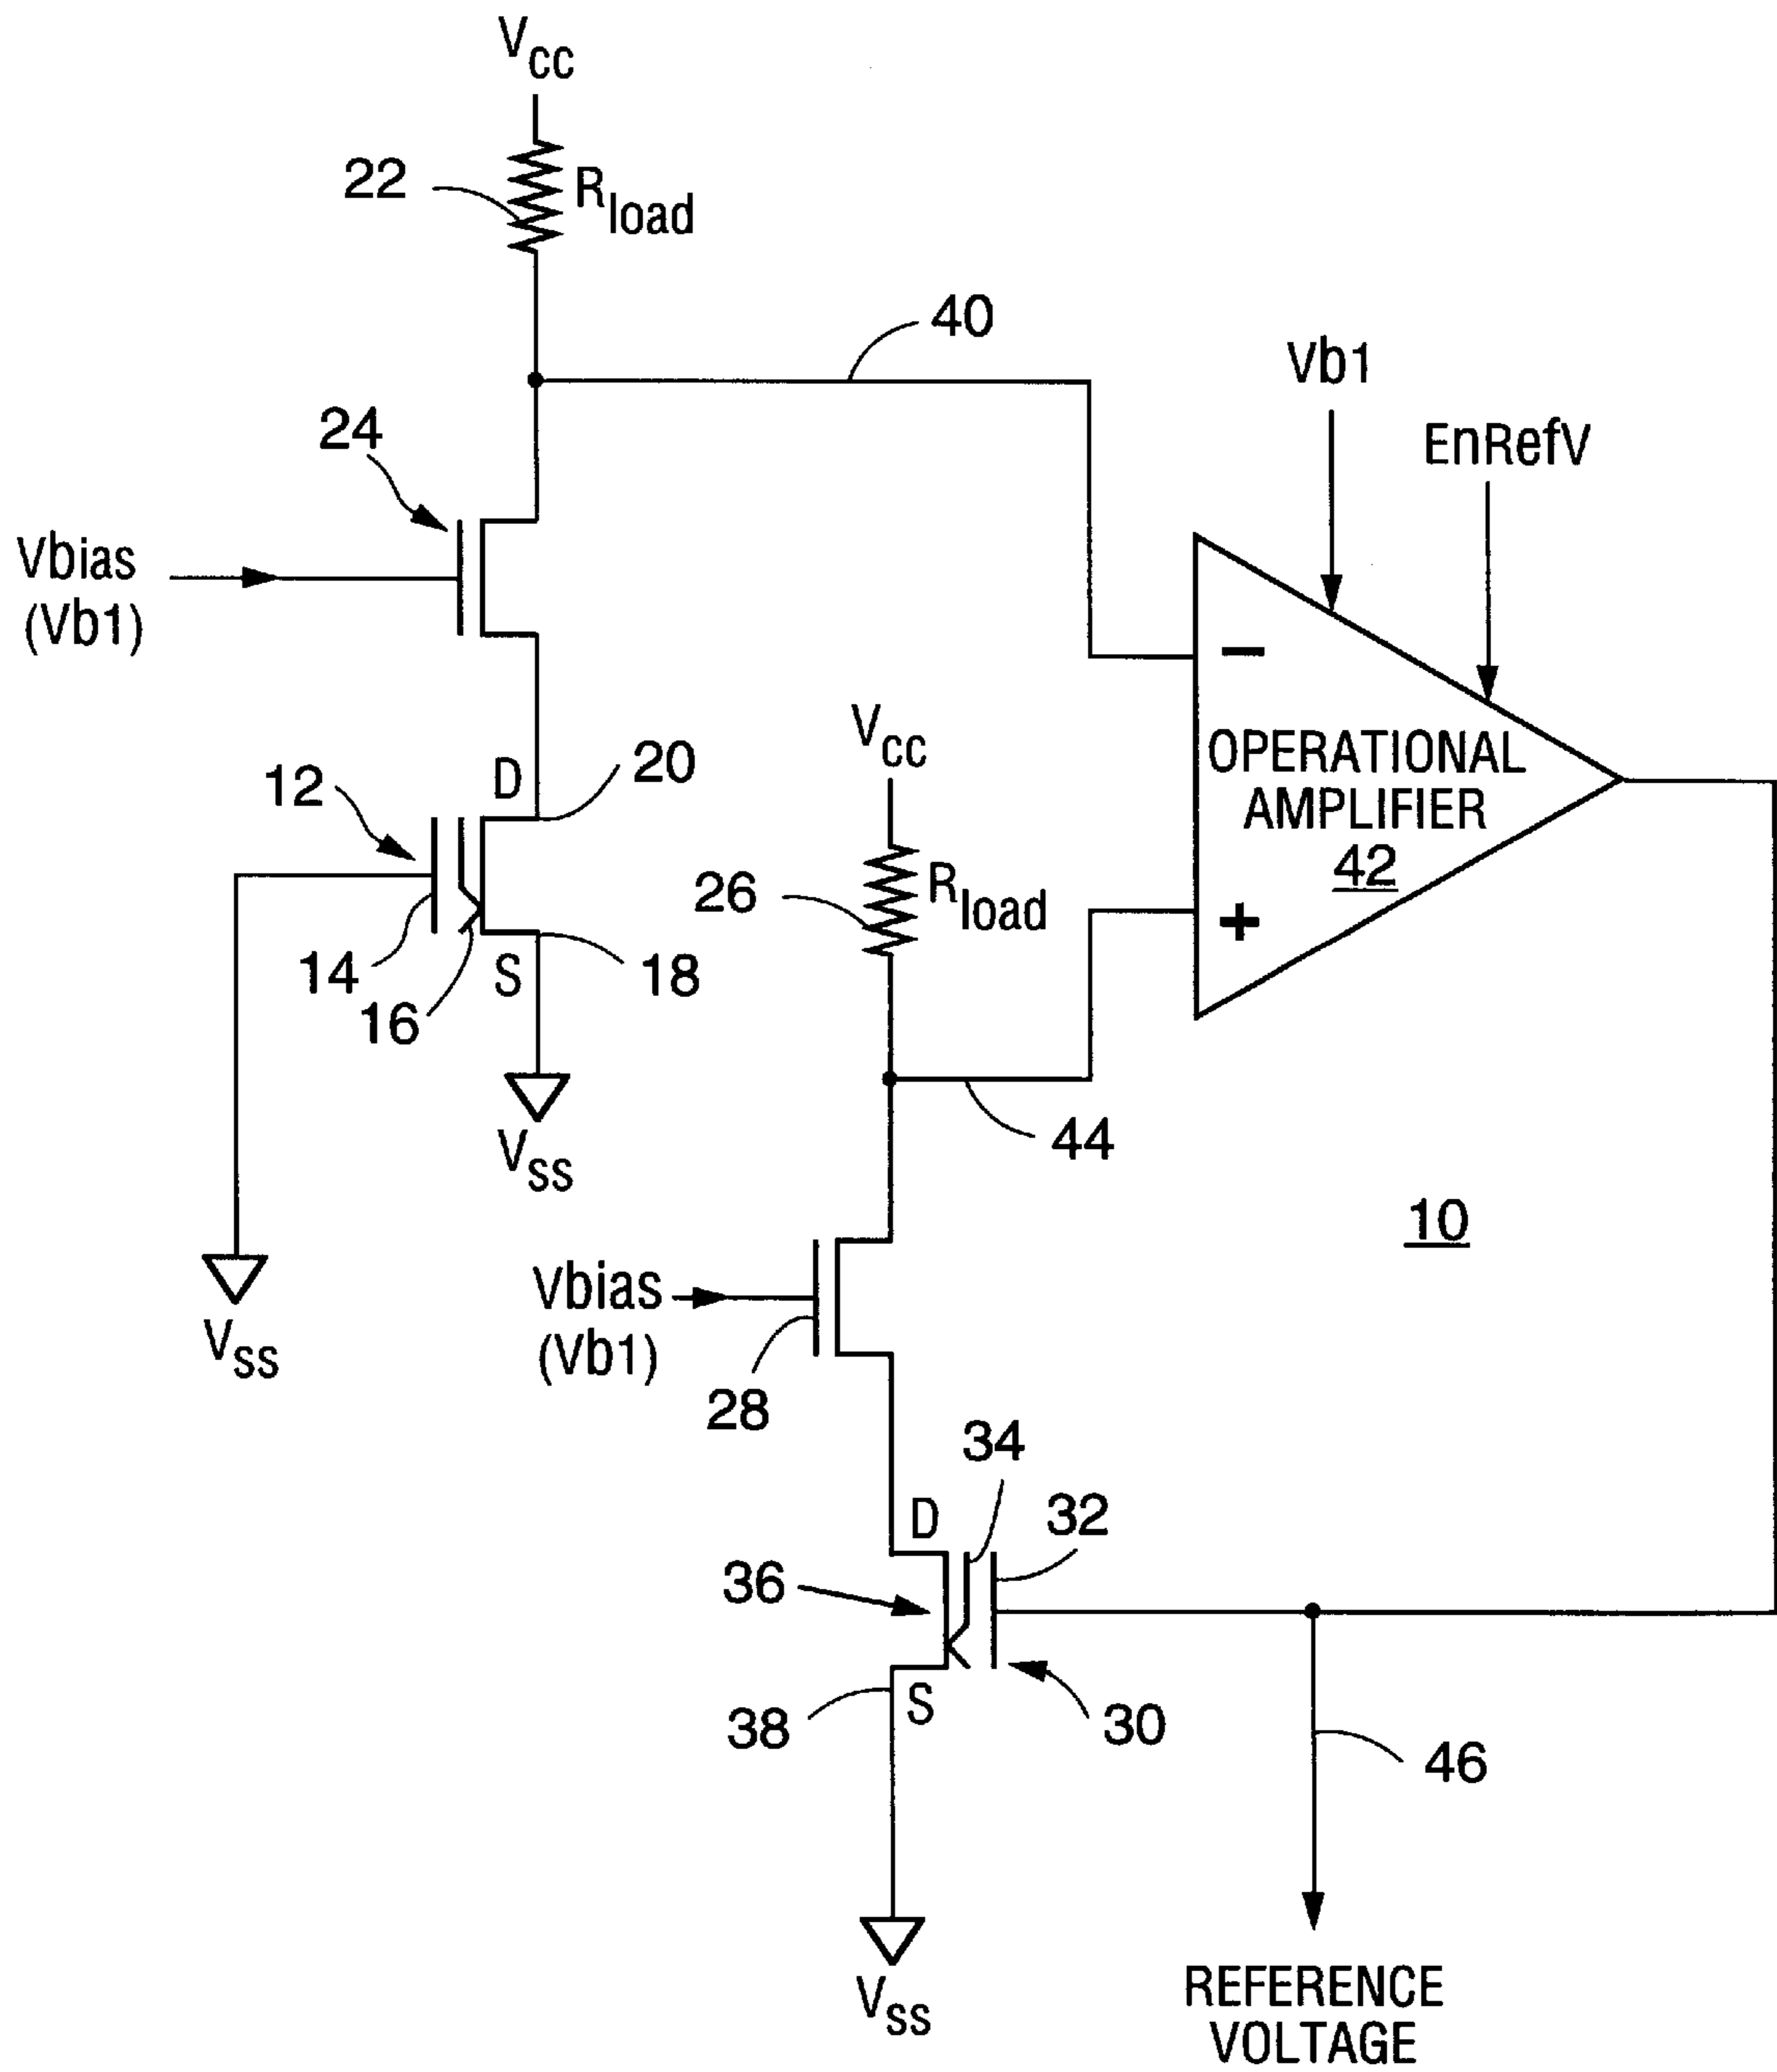 Vcc
22
Rload
40
Vb1
24
EnRefV
Vbias
(Vb1)
−
Vcc
OPERATIONAL
AMPLIFIER
42
D
20
12
26
Rload
+
14
S
18
16
Vss
44
10
Vbias
(Vb1)
Vss
28
34
D
32
36
S
38
30
46
Vss
REFERENCE
VOLTAGE